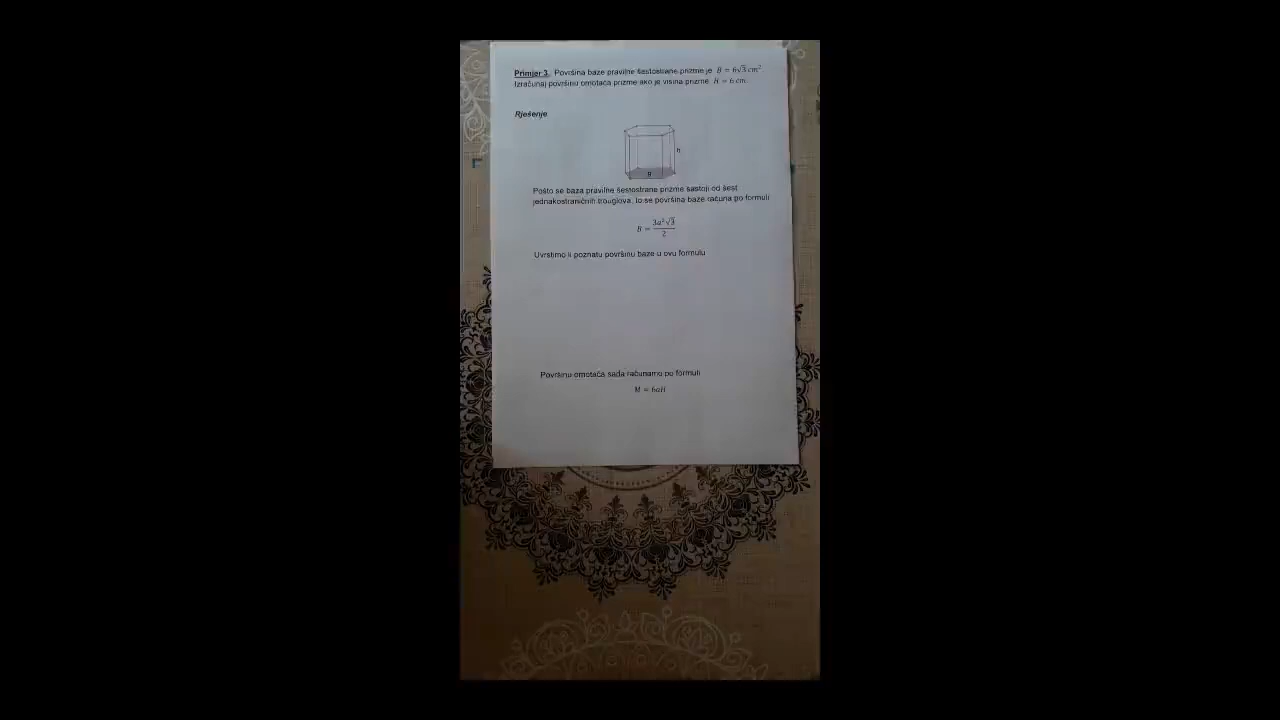 Primjer 3. Površina baze pravilne šestostrane prizme je B = 6√3 cm².
Izračunaj površinu omotača prizme ako je visina prizme H = 6 cm.
Rješenje
h
B
Pošto se baza pravilne šestostrane prizme sastoji od šest
jednakostraničnih trouglova, to se površina baze računa po formuli
B = 3a²√3 / 2
Uvrstimo li poznatu površinu baze u ovu formulu
Površinu omotača sada računamo po formuli
M = 6aH